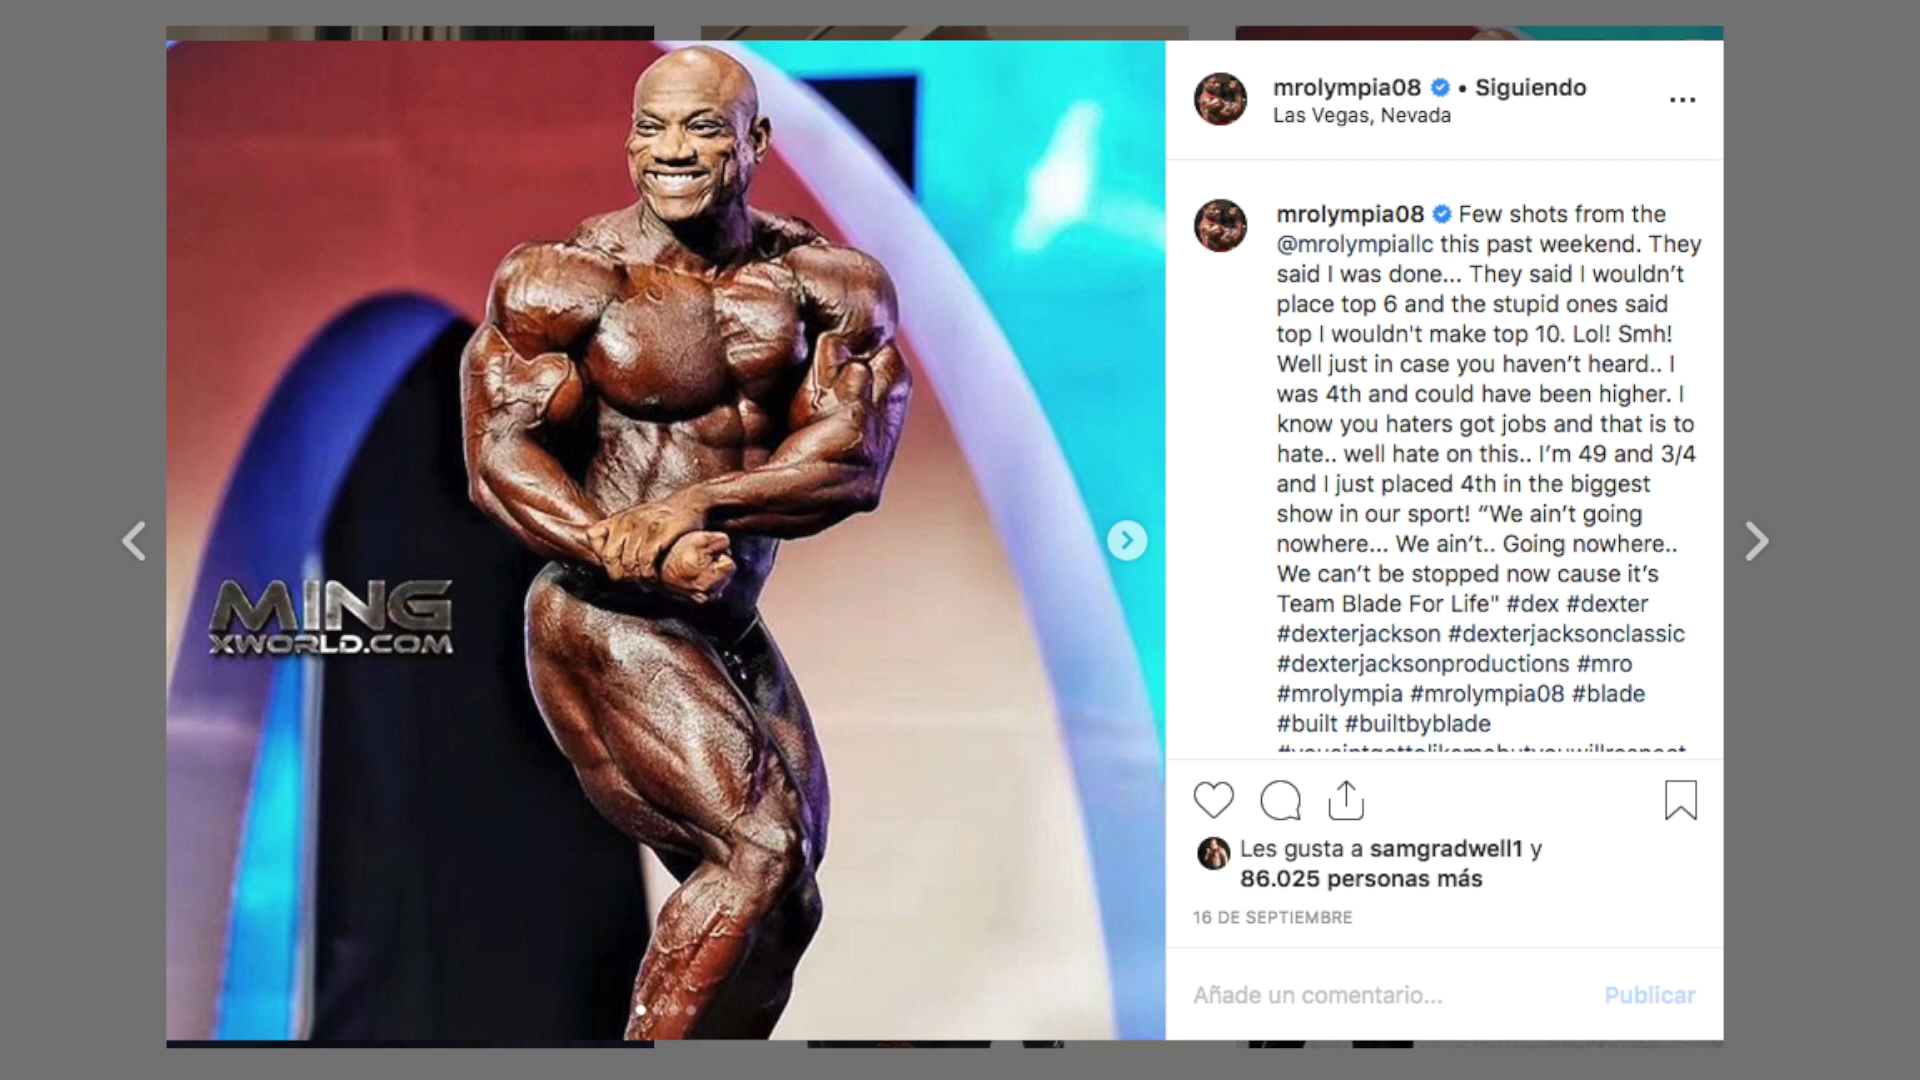 MING
XWORLD.COM
mrolympia08 • Siguiendo
Las Vegas, Nevada
...
mrolympia08 Few shots from the
@mrolympiallc this past weekend. They
said I was done... They said I wouldn’t
place top 6 and the stupid ones said
top I wouldn't make top 10. Lol! Smh!
Well just in case you haven’t heard.. I
was 4th and could have been higher. I
know you haters got jobs and that is to
hate.. well hate on this.. I’m 49 and 3/4
and I just placed 4th in the biggest
show in our sport! “We ain’t going
nowhere... We ain’t.. Going nowhere..
We can’t be stopped now cause it’s
Team Blade For Life" #dex #dexter
#dexterjackson #dexterjacksonclassic
#dexterjacksonproductions #mro
#mrolympia #mrolympia08 #blade
#built #builtbyblade
Les gusta a samgradwell1 y
86.025 personas más
16 DE SEPTIEMBRE
Añade un comentario...
Publicar